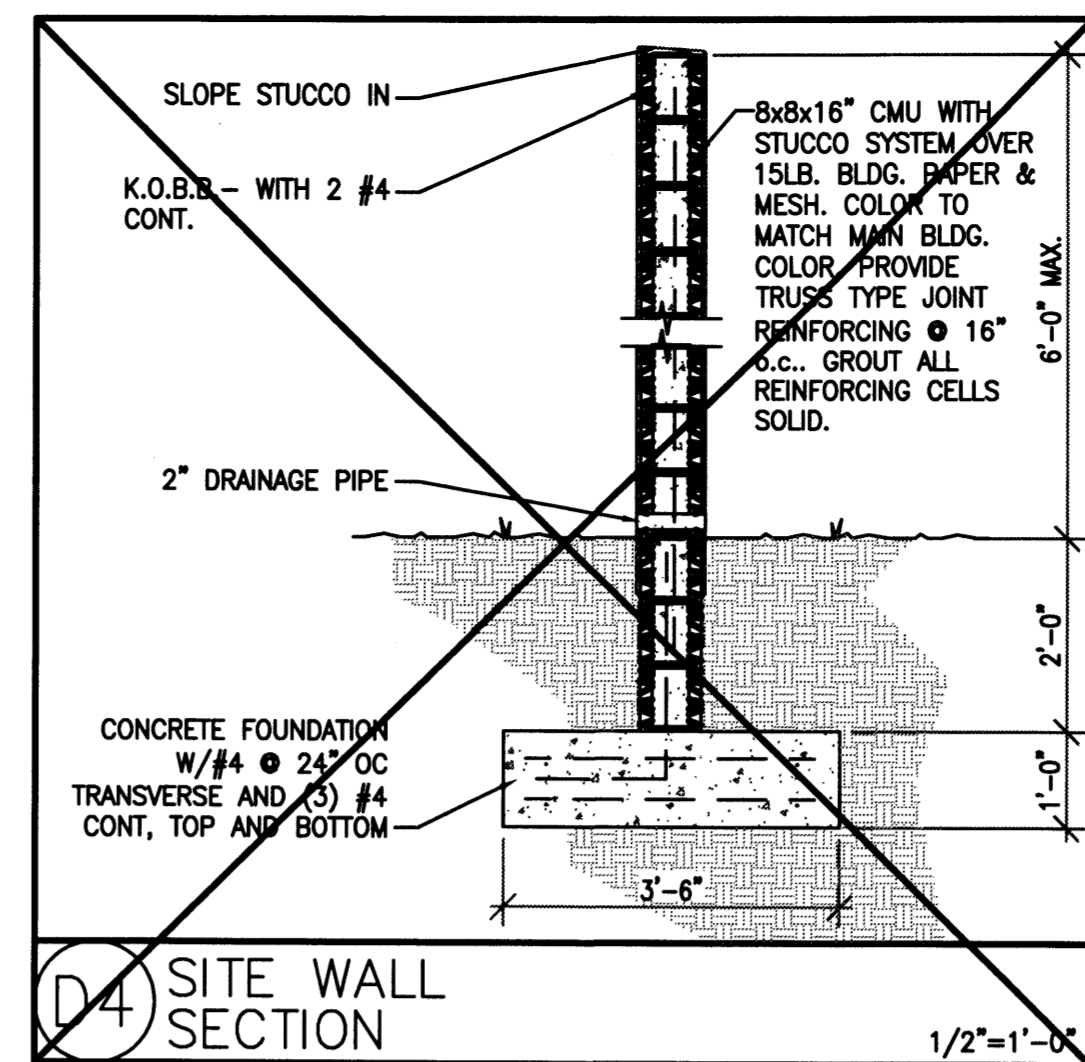 SLOPE STUCCO IN
K.O.B.B.- WITH 2 #4
CONT.
8x8x16" CMU WITH
STUCCO SYSTEM OVER
15LB. BLDG. PAPER &
MESH. COLOR TO
MATCH MAIN BLDG.
COLOR PROVIDE
TRUSS TYPE JOINT
REINFORCING @ 16"
o.c.. GROUT ALL
REINFORCING CELLS
SOLID.
6'-0" MAX.
2" DRAINAGE PIPE
2'-0"
CONCRETE FOUNDATION
W/#4 @ 24" OC
TRANSVERSE AND (3) #4
CONT, TOP AND BOTTOM
1'-0"
3'-6"
D4
SITE WALL
SECTION
1/2"=1'-0"